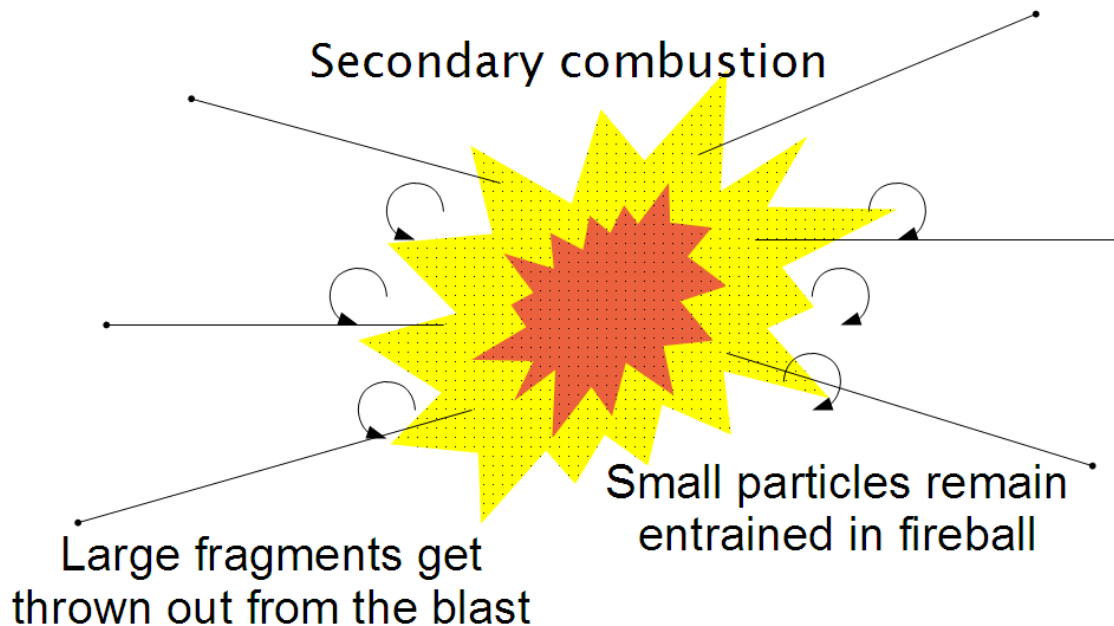 Secondary combustion
Small particles remain
entrained in fireball
Large fragments get
thrown out from the blast